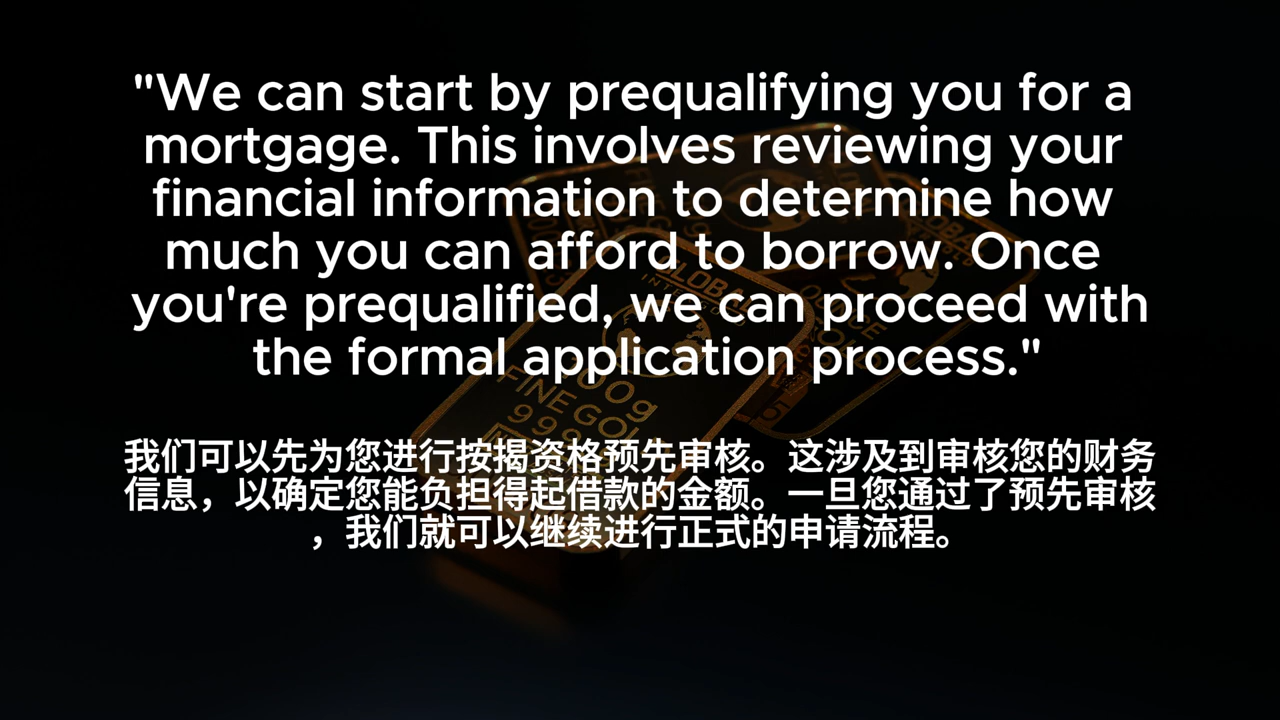 "We can start by prequalifying you for a
mortgage. This involves reviewing your
financial information to determine how
much you can afford to borrow. Once
you're prequalified, we can proceed with
the formal application process."
我们可以先为您进行按揭资格预先审核。这涉及到审核您的财务
信息，以确定您能负担得起借款的金额。一旦您通过了预先审核
，我们就可以继续进行正式的申请流程。
GLOBAL
FINE GOLD